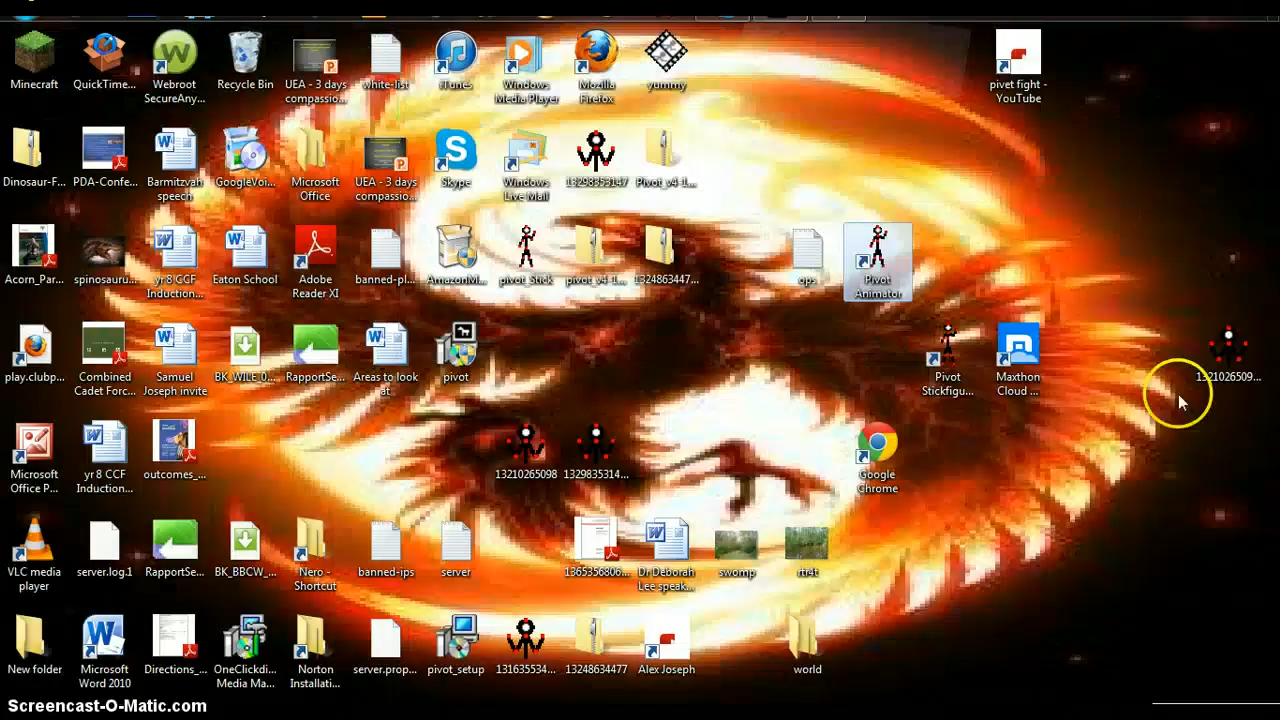 Minecraft
QuickTime...
Webroot
SecureAny...
Recycle Bin
UEA - 3 days
compassio...
white-list
iTunes
Windows
Media Player
Mozilla
Firefox
yummy
pivet fight -
YouTube
Dinosaur-F...
PDA-Confe...
Barmitzvah
speech
GoogleVoi...
Microsoft
Office
UEA - 3 days
compassio...
Skype
Windows
Live Mail
13298353147
Pivot_v4-1...
Acorn_Par...
spinosauru...
yr 8 CCF
Induction...
Eaton School
Adobe
Reader XI
banned-pl...
AmazonM...
pivot_Stick
pivot_v4-1...
1324863447...
ops
Pivot
Animator
play.clubp...
Combined
Cadet Forc...
Samuel
Joseph invite
BK_WILE_0...
RapportSe...
Areas to look
at
pivot
Pivot
Stickfigu...
Maxthon
Cloud ...
1321026509...
Microsoft
Office P...
yr 8 CCF
Induction...
outcomes_...
13210265098
1329835314...
Google
Chrome
VLC media
player
server.log.1
RapportSe...
BK_BBCW_...
Nero -
Shortcut
banned-ips
server
1365356806...
Dr Deborah
Lee speak...
swomp
rtr4t
New folder
Microsoft
Word 2010
Directions_...
OneClickdi...
Media Ma...
Norton
Installati...
server.prop...
pivot_setup
131635534...
13248634477
Alex Joseph
world
Screencast-O-Matic.com